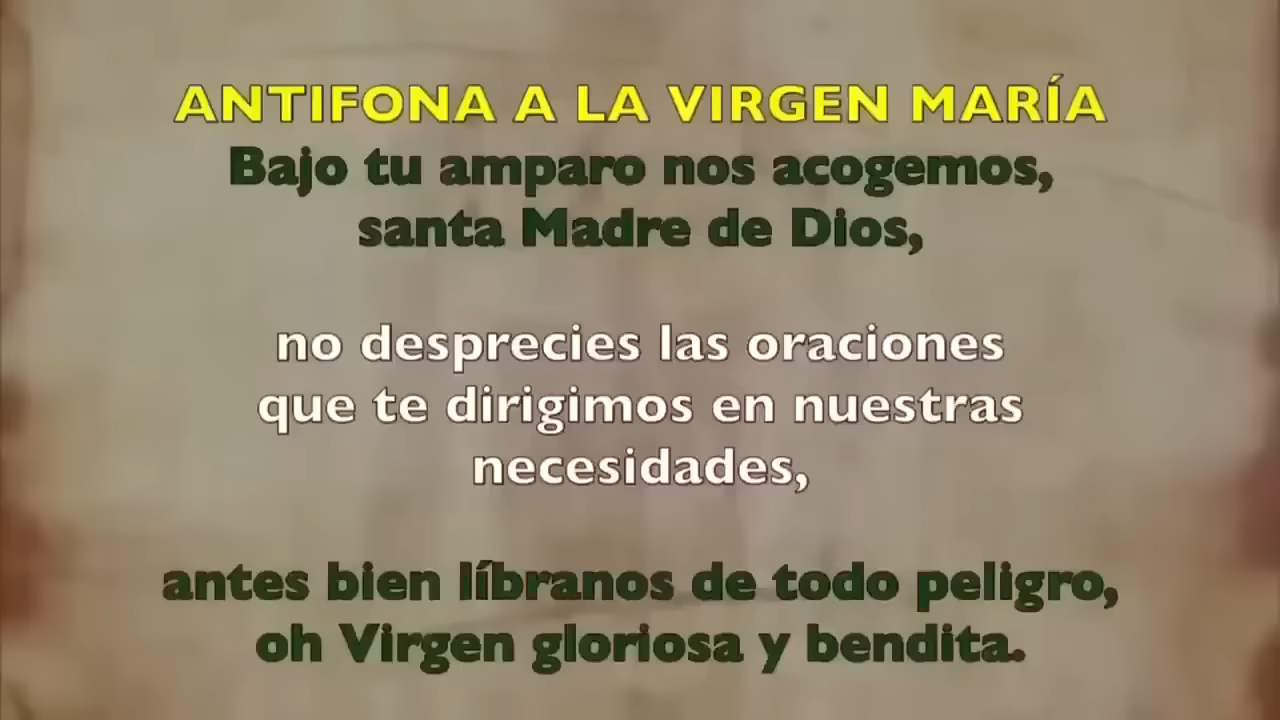 ANTIFONA A LA VIRGEN MARÍA
Bajo tu amparo nos acogemos,
santa Madre de Dios,
no desprecies las oraciones
que te dirigimos en nuestras
necesidades,
antes bien líbranos de todo peligro,
oh Virgen gloriosa y bendita.